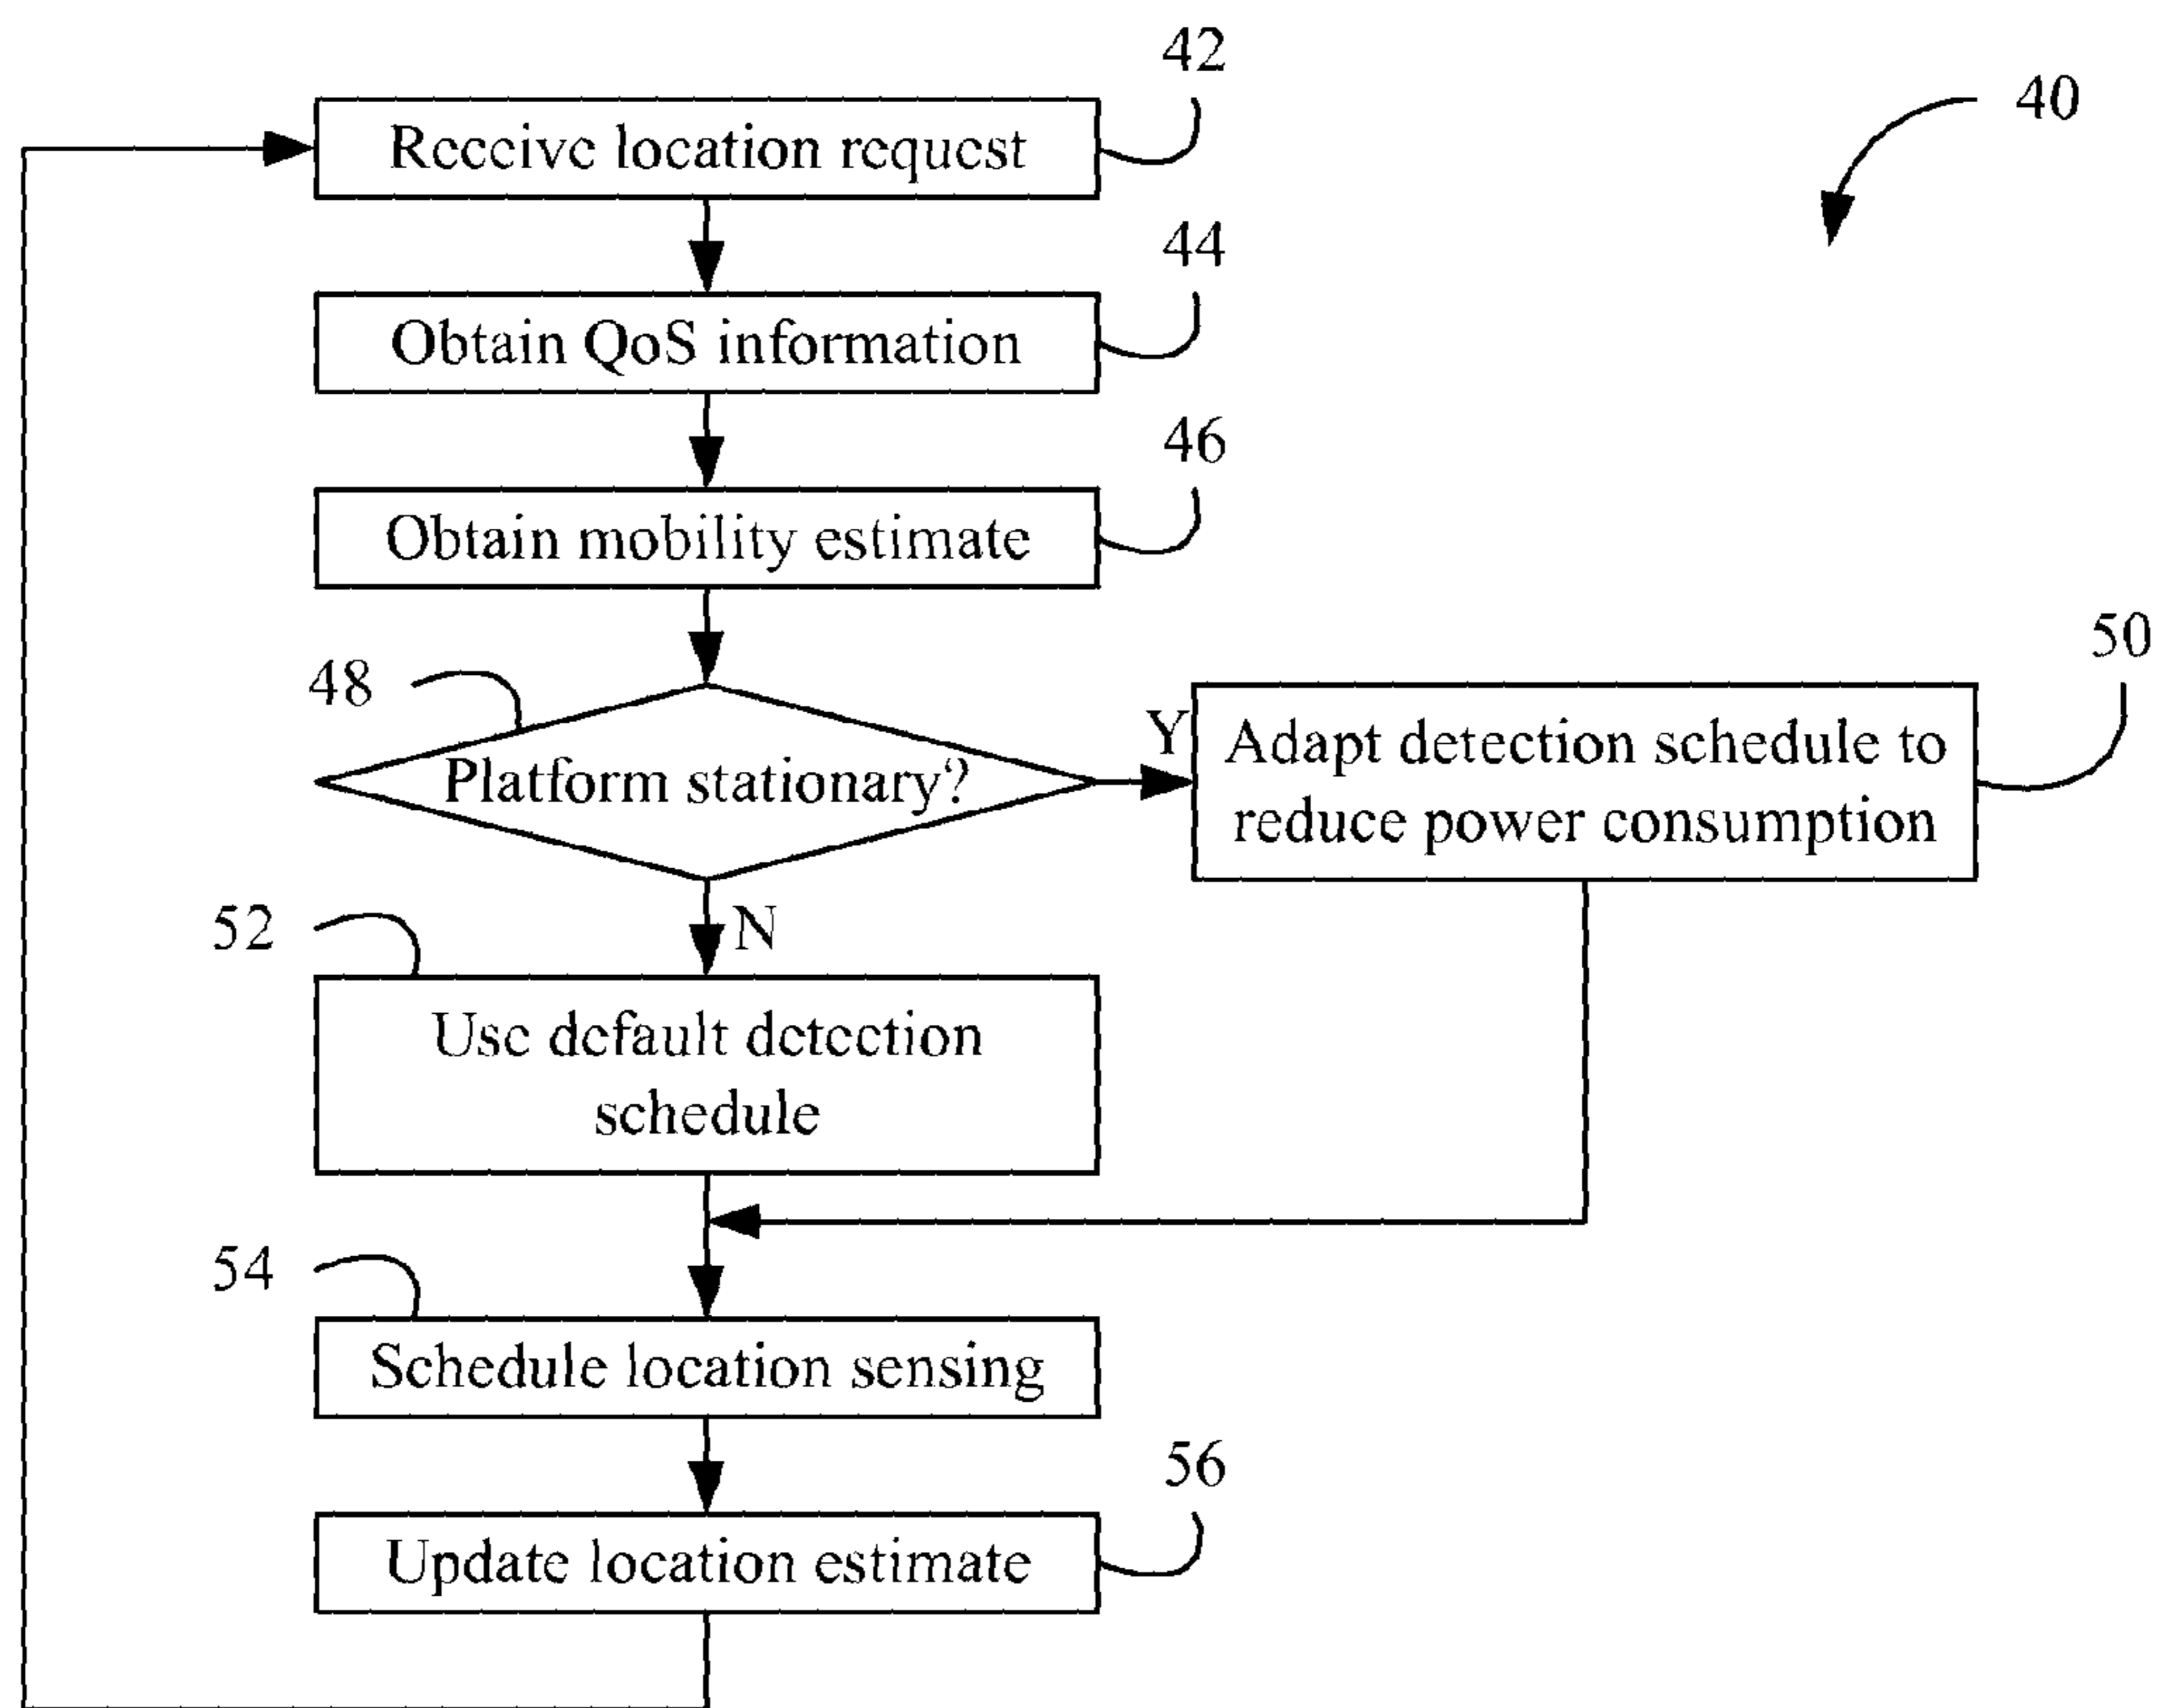 42
40
Receive location request
44
Obtain QoS information
46
Obtain mobility estimate
50
48
Y
Adapt detection schedule to
reduce power consumption
Platform stationary?
N
52
Use default detection
schedule
54
Schedule location sensing
56
Update location estimate